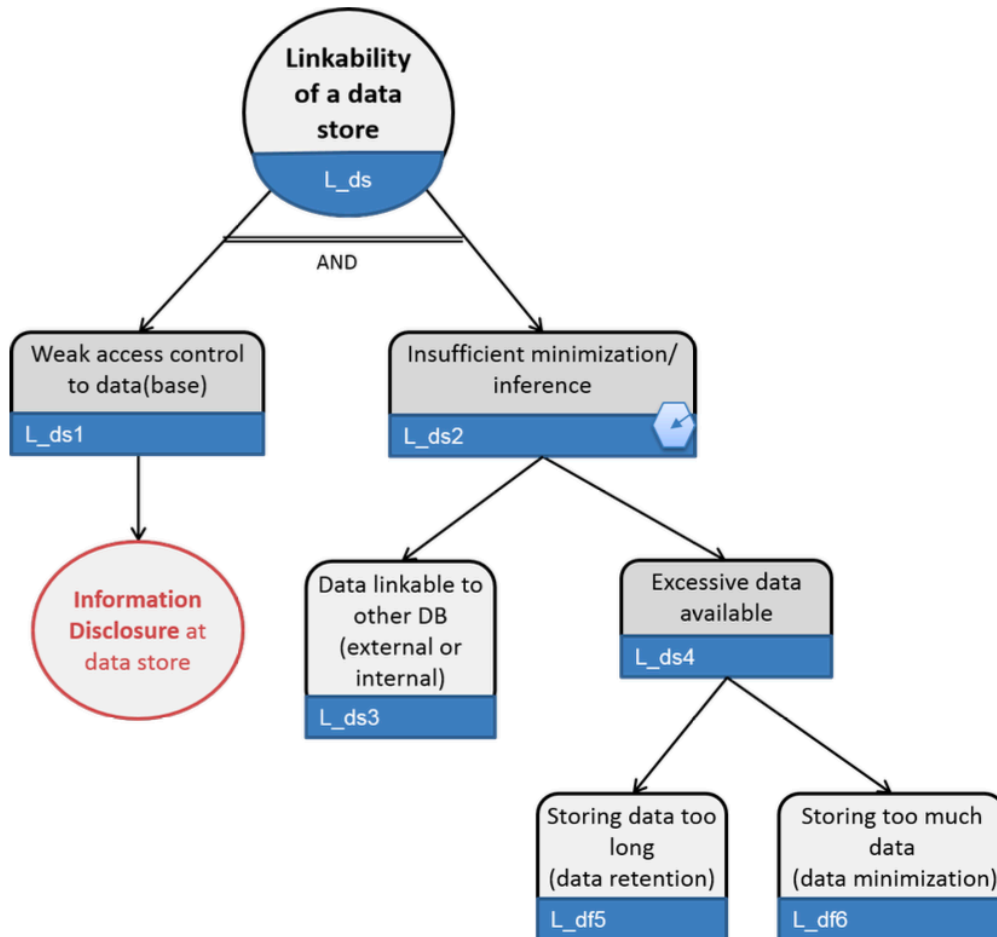 Linkability
of a data
store
L_ds
AND
Weak access control
to data(base)
L_ds1
Insufficient minimization/
inference
L_ds2
Information
Disclosure at
data store
Data linkable to
other DB
(external or
internal)
L_ds3
Excessive data
available
L_ds4
Storing data too
long
(data retention)
L_df5
Storing too much
data
(data minimization)
L_df6